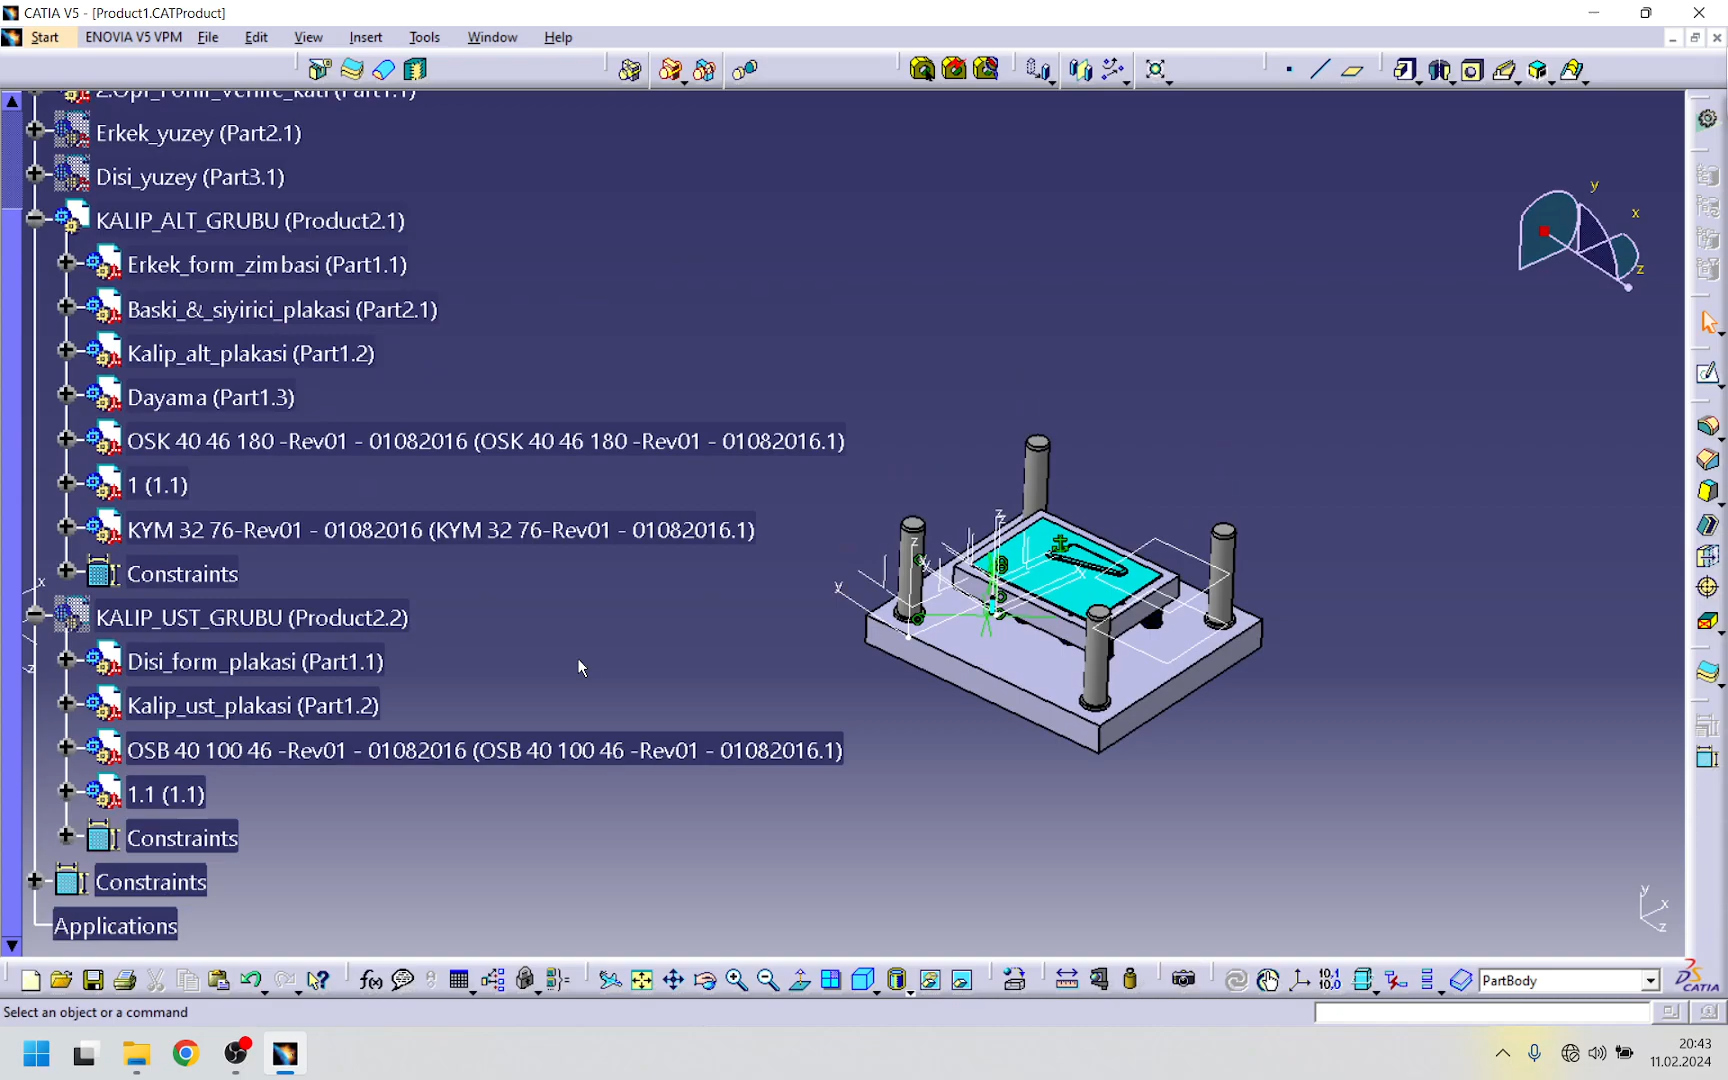 CATIA V5 - [Product1.CATProduct]
Start ENOVIA V5 VPM File Edit View Insert Tools Window Help
2.Opr_Form_verilre_kati (Part1.1)
Erkek_yuzey (Part2.1)
Disi_yuzey (Part3.1)
KALIP_ALT_GRUBU (Product2.1)
Erkek_form_zimbasi (Part1.1)
Baski_&_siyirici_plakasi (Part2.1)
Kalip_alt_plakasi (Part1.2)
Dayama (Part1.3)
OSK 40 46 180 -Rev01 - 01082016 (OSK 40 46 180 -Rev01 - 01082016.1)
1 (1.1)
KYM 32 76-Rev01 - 01082016 (KYM 32 76-Rev01 - 01082016.1)
Constraints
KALIP_UST_GRUBU (Product2.2)
Disi_form_plakasi (Part1.1)
Kalip_ust_plakasi (Part1.2)
OSB 40 100 46 -Rev01 - 01082016 (OSB 40 100 46 -Rev01 - 01082016.1)
1.1 (1.1)
Constraints
Constraints
Applications
y
x
z
y
x
z
PartBody
CATIA
Select an object or a command
20:43
11.02.2024